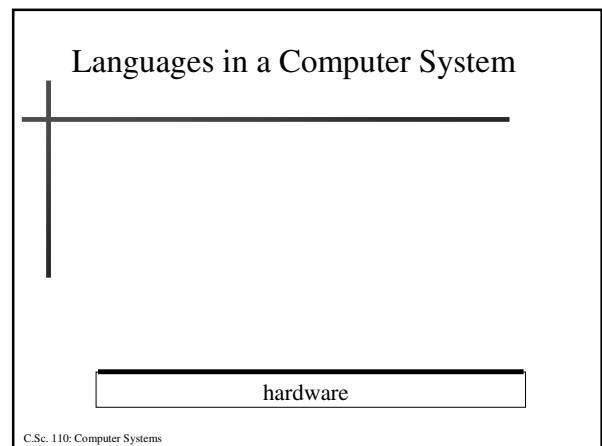 Languages in a Computer System
hardware
C.Sc. 110: Computer Systems